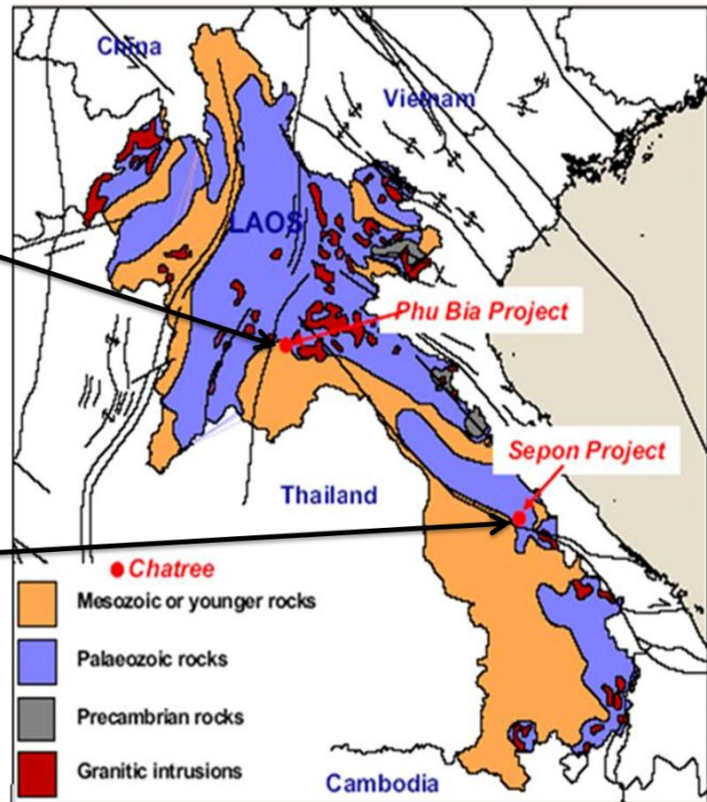 China
Vietnam
LAOS
Phu Bia Project
Sepon Project
Thailand
Chatree
Mesozoic or younger rocks
Palaeozoic rocks
Precambrian rocks
Granitic intrusions
Cambodia